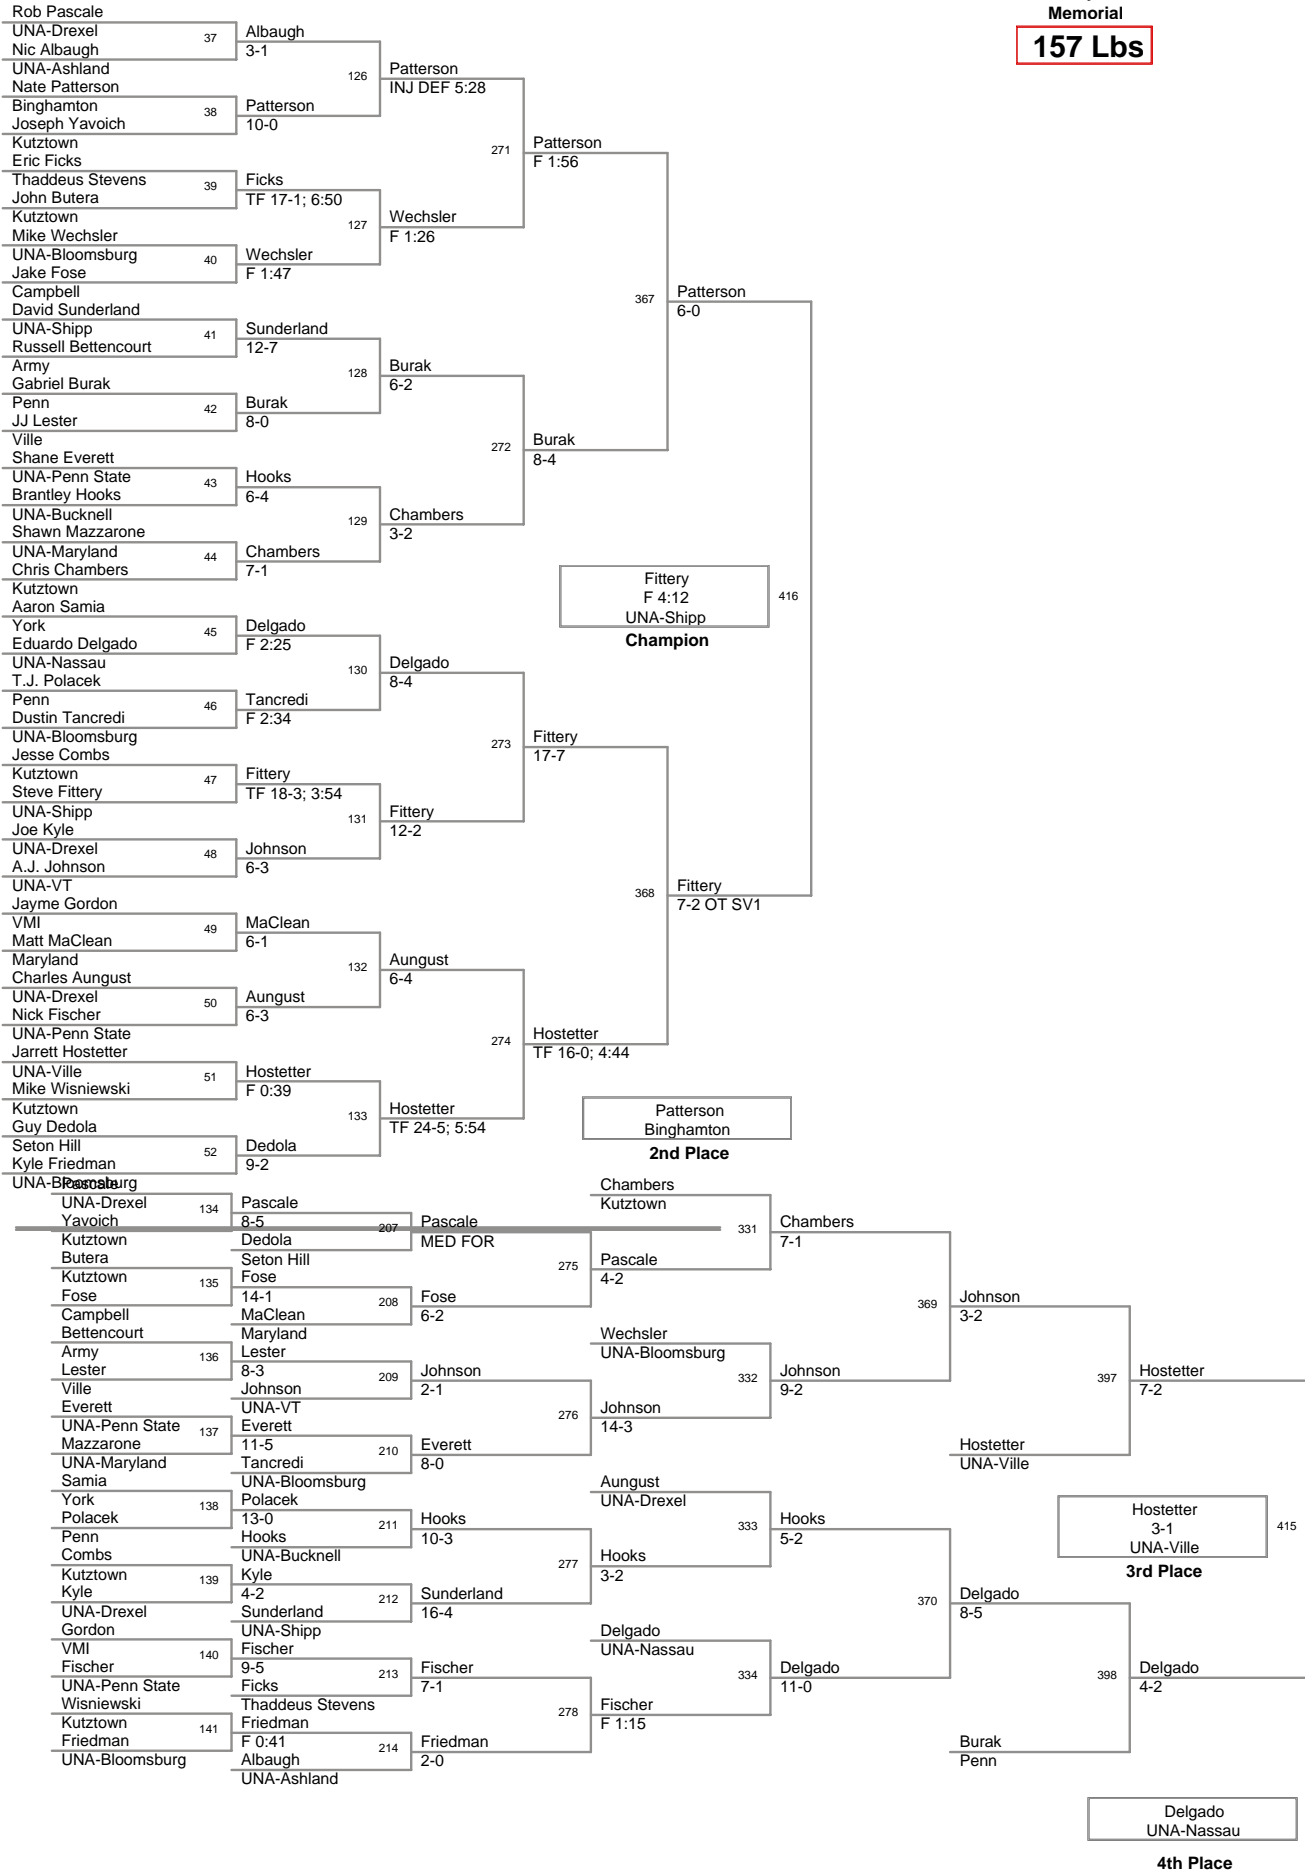 Memorial
157 Lbs
Rob Pascale
UNA-Drexel
Nic Albaugh
UNA-Ashland
Nate Patterson
Binghamton
Joseph Yavoich
Kutztown
Eric Ficks
Thaddeus Stevens
John Butera
Kutztown
Mike Wechsler
UNA-Bloomsburg
Jake Fose
Campbell
David Sunderland
UNA-Shipp
Russell Bettencourt
Army
Gabriel Burak
Penn
JJ Lester
Ville
Shane Everett
UNA-Penn State
Brantley Hooks
UNA-Bucknell
Shawn Mazzarone
UNA-Maryland
Chris Chambers
Kutztown
Aaron Samia
York
Eduardo Delgado
UNA-Nassau
T.J. Polacek
Penn
Dustin Tancredi
UNA-Bloomsburg
Jesse Combs
Kutztown
Steve Fittery
UNA-Shipp
Joe Kyle
UNA-Drexel
A.J. Johnson
UNA-VT
Jayme Gordon
VMI
Matt MaClean
Maryland
Charles Aungust
UNA-Drexel
Nick Fischer
UNA-Penn State
Jarrett Hostetter
UNA-Ville
Mike Wisniewski
Kutztown
Guy Dedola
Seton Hill
Kyle Friedman
UNA-Bloomsburg
37
Albaugh
3-1
38
Patterson
10-0
39
Ficks
TF 17-1; 6:50
40
Wechsler
F 1:47
41
Sunderland
12-7
42
Burak
8-0
43
Hooks
6-4
44
Chambers
7-1
45
Delgado
F 2:25
46
Tancredi
F 2:34
47
Fittery
TF 18-3; 3:54
48
Johnson
6-3
49
MaClean
6-1
50
Aungust
6-3
51
Hostetter
F 0:39
52
Dedola
9-2
126
Patterson
INJ DEF 5:28
127
Wechsler
F 1:26
128
Burak
6-2
129
Chambers
3-2
130
Delgado
8-4
131
Fittery
12-2
132
Aungust
6-4
133
Hostetter
TF 24-5; 5:54
271
Patterson
F 1:56
272
Burak
8-4
273
Fittery
17-7
274
Hostetter
TF 16-0; 4:44
367
Patterson
6-0
368
Fittery
7-2 OT SV1
Fittery
F 4:12
UNA-Shipp
416
Champion
Patterson
Binghamton
2nd Place
Pascale
UNA-Drexel
Yavoich
Kutztown
Butera
Kutztown
Fose
Campbell
Bettencourt
Army
Lester
Ville
Everett
UNA-Penn State
Mazzarone
UNA-Maryland
Samia
York
Polacek
Penn
Combs
Kutztown
Kyle
UNA-Drexel
Gordon
VMI
Fischer
UNA-Penn State
Wisniewski
Kutztown
Friedman
UNA-Bloomsburg
134
Pascale
8-5
Dedola
Seton Hill
135
Fose
14-1
MaClean
Maryland
136
Lester
8-3
Johnson
UNA-VT
137
Everett
11-5
Tancredi
UNA-Bloomsburg
138
Polacek
13-0
Hooks
UNA-Bucknell
139
Kyle
4-2
Sunderland
UNA-Shipp
140
Fischer
9-5
Ficks
Thaddeus Stevens
141
Friedman
F 0:41
Albaugh
UNA-Ashland
207
Pascale
MED FOR
208
Fose
6-2
209
Johnson
2-1
210
Everett
8-0
211
Hooks
10-3
212
Sunderland
16-4
213
Fischer
7-1
214
Friedman
2-0
Chambers
Kutztown
275
Pascale
4-2
Wechsler
UNA-Bloomsburg
276
Johnson
14-3
Aungust
UNA-Drexel
277
Hooks
3-2
Delgado
UNA-Nassau
278
Fischer
F 1:15
331
Chambers
7-1
332
Johnson
9-2
333
Hooks
5-2
334
Delgado
11-0
369
Johnson
3-2
Hostetter
UNA-Ville
370
Delgado
8-5
Burak
Penn
397
Hostetter
7-2
398
Delgado
4-2
Hostetter
3-1
UNA-Ville
415
3rd Place
Delgado
UNA-Nassau
4th Place